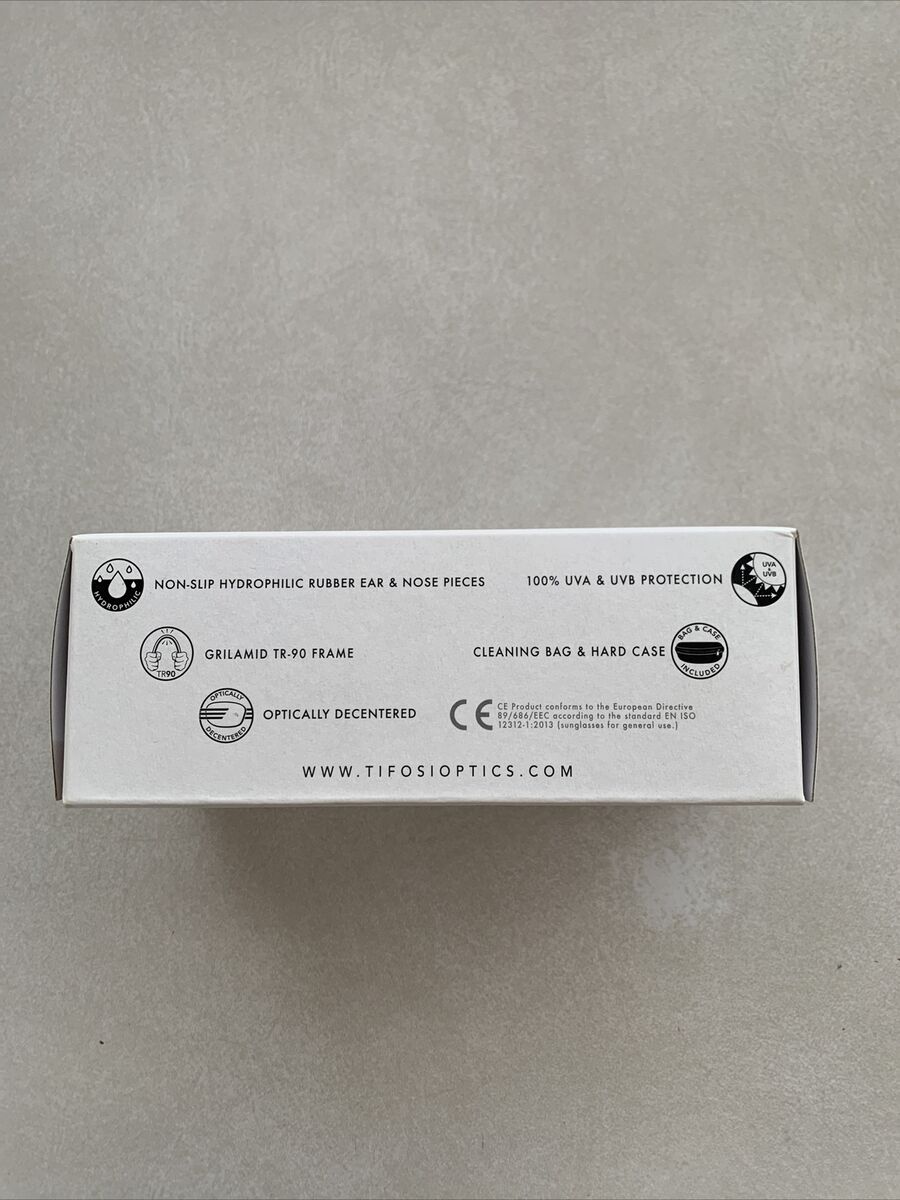 NON-SLIP HYDROPHILIC RUBBER EAR & NOSE PIECES
HYDROPHILIC
100% UVA & UVB PROTECTION
UVA
+
UVB
GRILAMID TR-90 FRAME
TR90
CLEANING BAG & HARD CASE
BAG & CASE
INCLUDED
OPTICALLY
DECENTERED
OPTICALLY DECENTERED
CE
CE Product conforms to the European Directive
89/686/EEC according to the standard EN ISO
12312-1:2013 (sunglasses for general use.)
WWW.TIFOSIOPTICS.COM